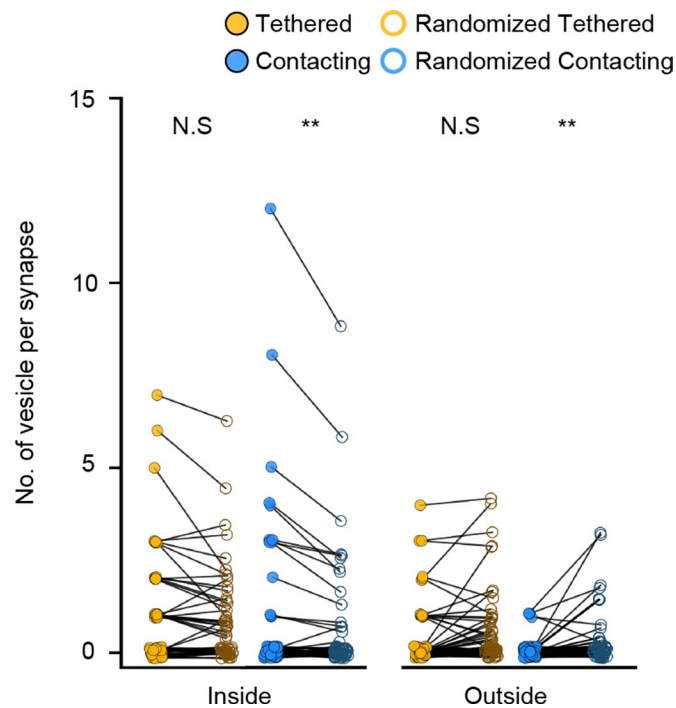 Tethered Randomized Tethered
Contacting Randomized Contacting
15
N.S ** N.S **
10
No. of vesicle per synapse
5
0
Inside Outside